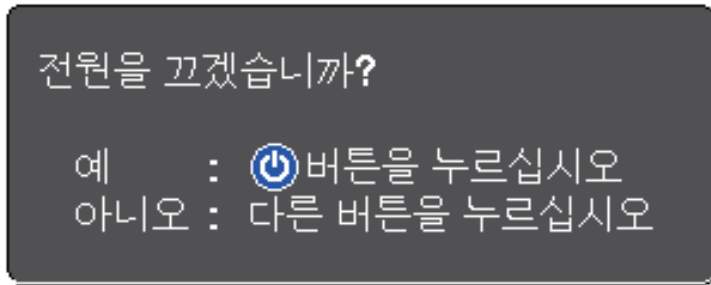 전원을 끄겠습니까?
예 : 버튼을 누르십시오
아니오 : 다른 버튼을 누르십시오